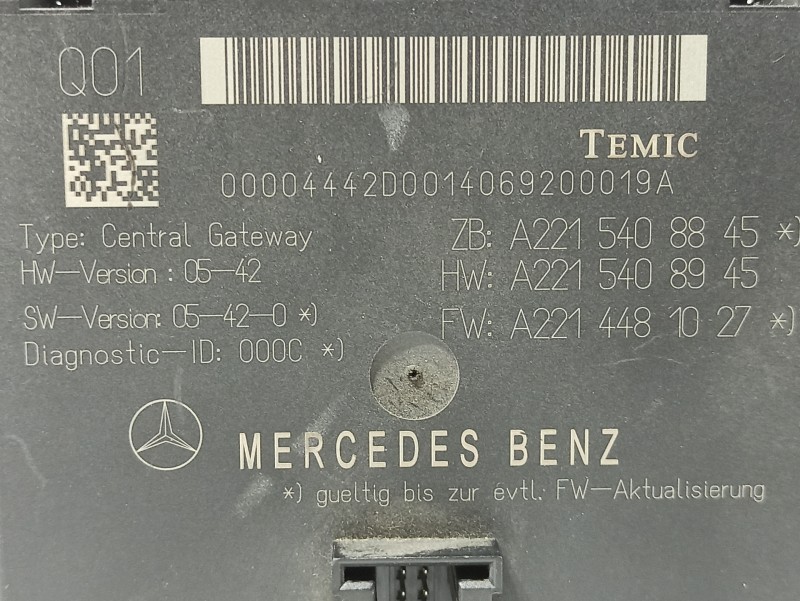 Q01
TEMIC
00004442D0014069200019A
Type: Central Gateway
ZB: A221 540 88 45 *)
HW-Version : 05-42
HW: A221 540 89 45
SW-Version: 05-42-0 *)
FW: A221 448 10 27 *)
Diagnostic-ID: 000C *)
MERCEDES BENZ
*) gueltig bis zur evtl. FW-Aktualisierung